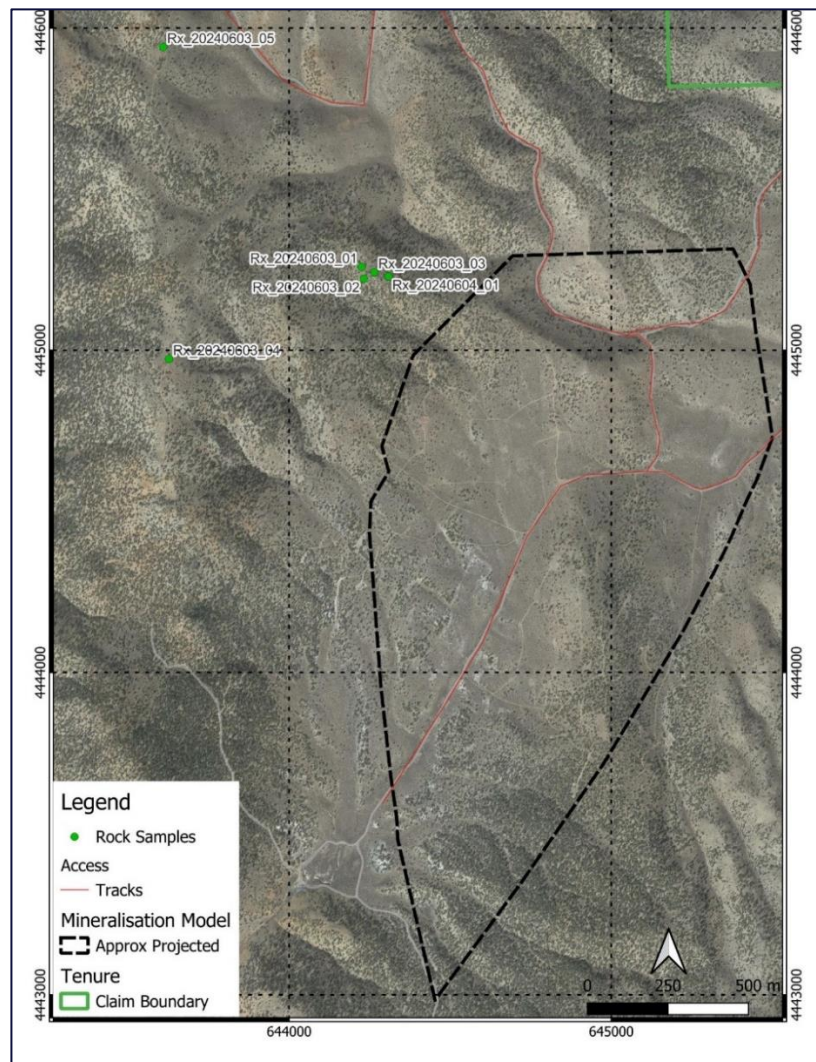 4446000
4446000
Rx_20240603_05
Rx_20240603_01
Rx_20240603_03
Rx_20240603_02
Rx_20240604_01
4445000
4445000
Rx_20240603_04
4444000
4444000
Legend
Rock Samples
Access
Tracks
Mineralisation Model
Approx Projected
Tenure
Claim Boundary
0 250 500 m
4443000
4443000
644000
645000